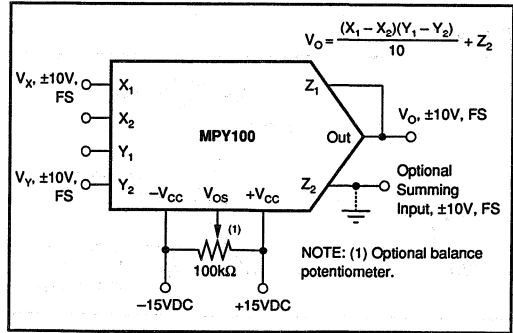 V_O = (X_1 − X_2)(Y_1 − Y_2) / 10 + Z_2
V_X, ±10V,
FS
X_1
X_2
Y_1
V_Y, ±10V,
FS
Y_2
MPY100
Z_1
Out
Z_2
V_O, ±10V, FS
Optional
Summing
Input, ±10V, FS
−V_CC
V_OS
+V_CC
(1)
100kΩ
−15VDC
+15VDC
NOTE: (1) Optional balance
potentiometer.